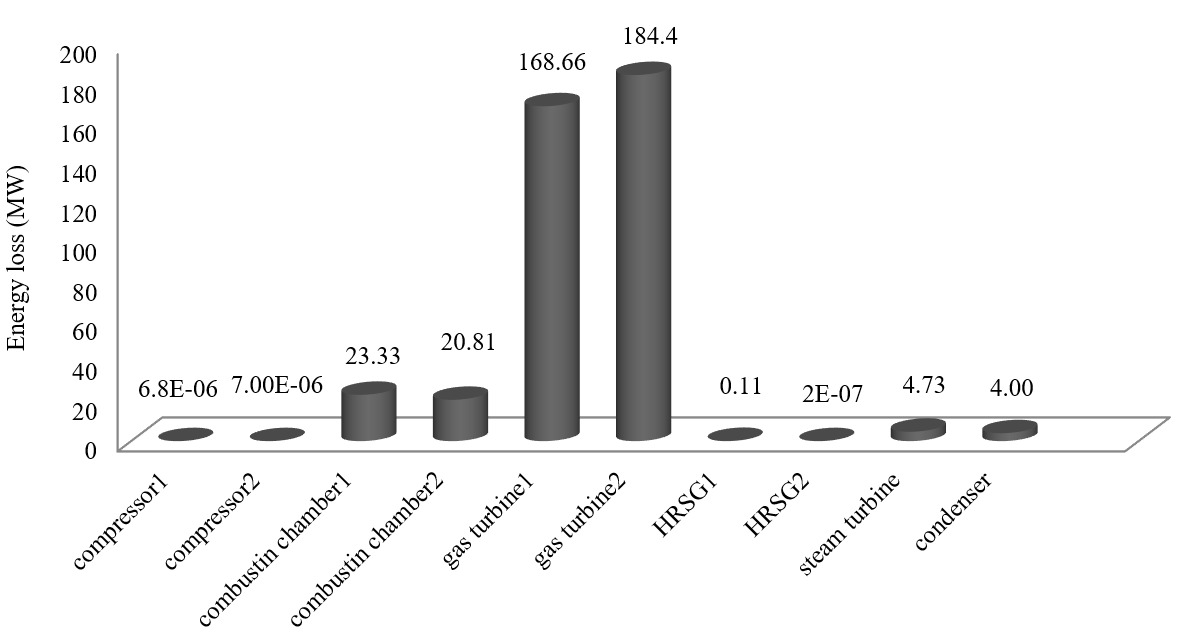 Energy loss (MW)
200
180
160
140
120
100
80
60
40
20
0
6.8E-06
7.00E-06
23.33
20.81
168.66
184.4
0.11
2E-07
4.73
4.00
compressor1
compressor2
combustin chamber1
combustin chamber2
gas turbine1
gas turbine2
HRSG1
HRSG2
steam turbine
condenser